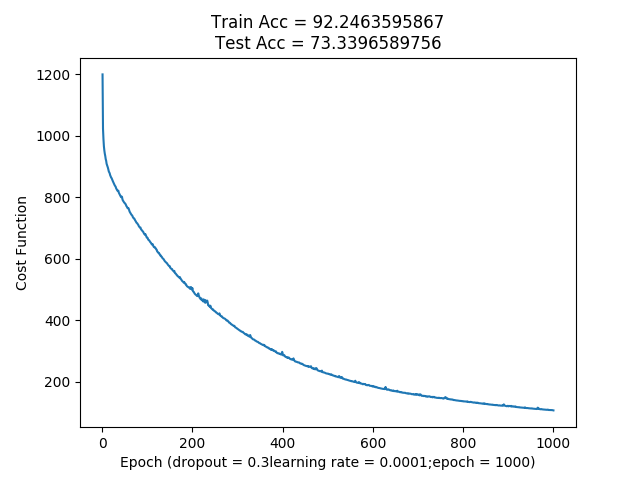 Train Acc = 92.2463595867
Test Acc = 73.3396589756
1200
1000
800
600
400
200
Cost Function
0 200 400 600 800 1000
Epoch (dropout = 0.3learning rate = 0.0001;epoch = 1000)